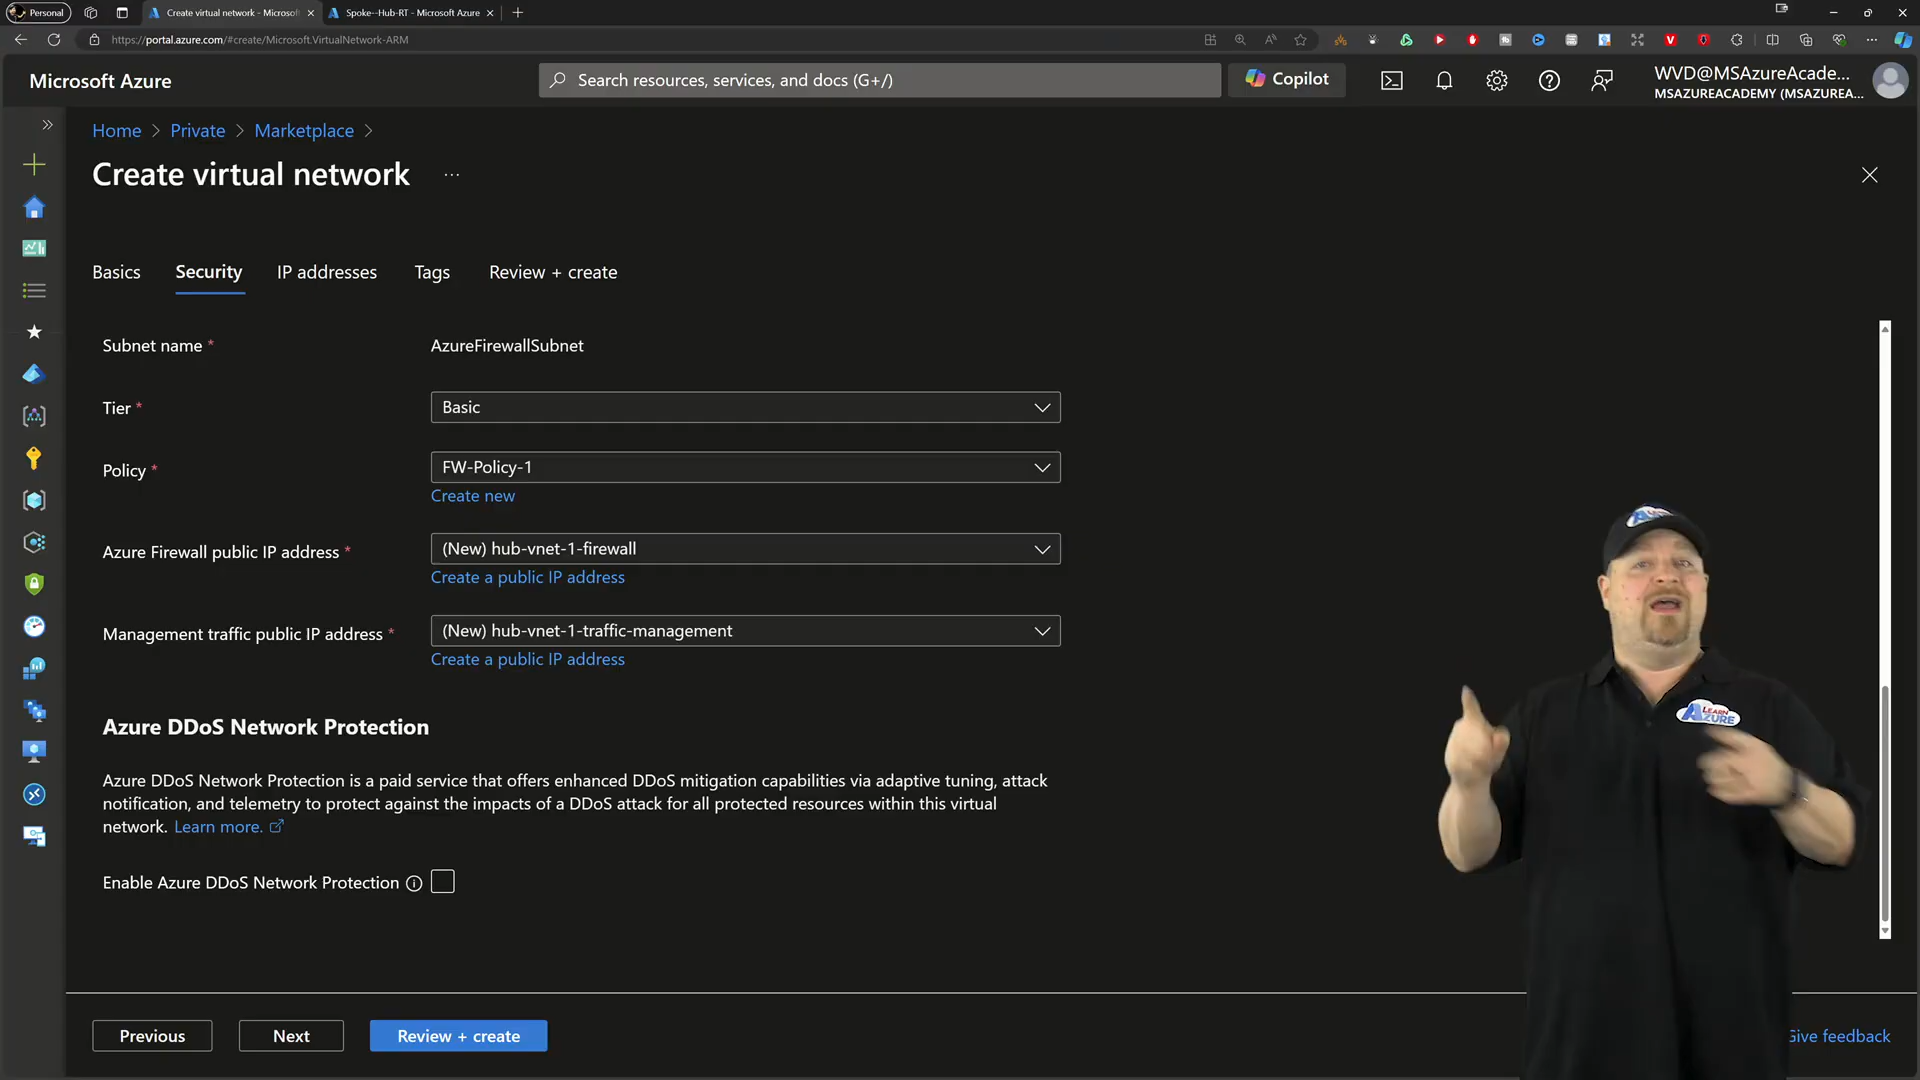 Personal
Create virtual network - Microsof
Spoke--Hub-RT - Microsoft Azure
https://portal.azure.com/#create/Microsoft.VirtualNetwork-ARM
Microsoft Azure
Search resources, services, and docs (G+/)
Copilot
WVD@MSAzureAcade...
MSAZUREACADEMY (MSAZUREA...
Home > Private > Marketplace >
Create virtual network ...
Basics Security IP addresses Tags Review + create
Subnet name * AzureFirewallSubnet
Tier * Basic
Policy * FW-Policy-1
Create new
Azure Firewall public IP address * (New) hub-vnet-1-firewall
Create a public IP address
Management traffic public IP address * (New) hub-vnet-1-traffic-management
Create a public IP address
Azure DDoS Network Protection
Azure DDoS Network Protection is a paid service that offers enhanced DDoS mitigation capabilities via adaptive tuning, attack
notification, and telemetry to protect against the impacts of a DDoS attack for all protected resources within this virtual
network. Learn more.
Enable Azure DDoS Network Protection
LEARN
AZURE
Previous Next Review + create
Give feedback